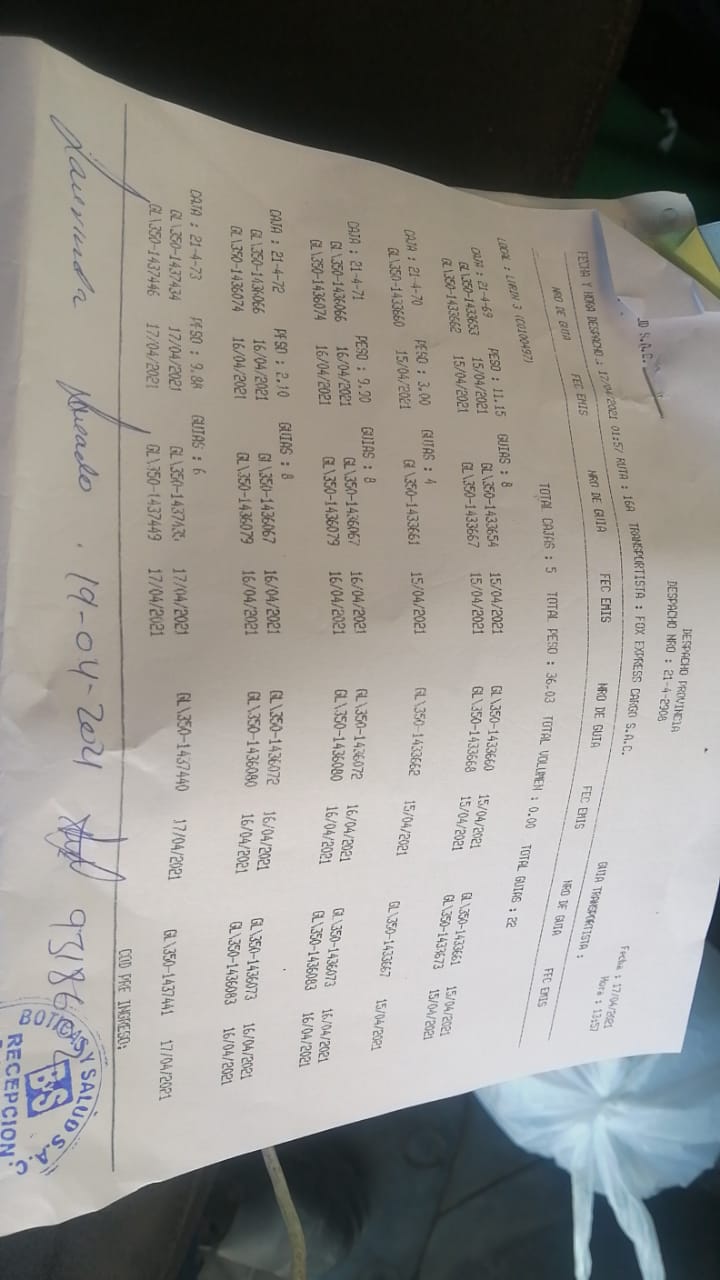 JD S.A.C.
Fecha : 17/04/2021
Hora : 13:57
DESPACHO PROVINCIA
DESPACHO NRO : 21-4-2908
FECHA Y HORA DESPACHO : 17/04/2021 01:57 RUTA : 16A TRANSPORTISTA : FOX EXPRESS CARGO S.A.C. GUIA TRANSPORTISTA :
NRO DE GUIA FEC EMIS NRO DE GUIA FEC EMIS NRO DE GUIA FEC EMIS NRO DE GUIA FEC EMIS
TOTAL CAJAS : 5 TOTAL PESO : 36.03 TOTAL VOLUMEN : 0.00 TOTAL GUIAS : 22
LOCAL : LUREN 3 (CO100497)
CAJA : 21-4-69 PESO : 11.15 GUIAS : 8
GL\350-1433653 15/04/2021 GL\350-1433654 15/04/2021 GL\350-1433660 15/04/2021 GL\350-1433661 15/04/2021
GL\350-1433662 15/04/2021 GL\350-1433667 15/04/2021 GL\350-1433668 15/04/2021 GL\350-1433673 15/04/2021
CAJA : 21-4-70 PESO : 3.00 GUIAS : 4
GL\350-1433660 15/04/2021 GL\350-1433661 15/04/2021 GL\350-1433662 15/04/2021 GL\350-1433667 15/04/2021
CAJA : 21-4-71 PESO : 9.90 GUIAS : 8
GL\350-1436066 16/04/2021 GL\350-1436067 16/04/2021 GL\350-1436072 16/04/2021 GL\350-1436073 16/04/2021
GL\350-1436074 16/04/2021 GL\350-1436079 16/04/2021 GL\350-1436080 16/04/2021 GL\350-1436083 16/04/2021
CAJA : 21-4-72 PESO : 2.10 GUIAS : 8
GL\350-1436066 16/04/2021 GL\350-1436067 16/04/2021 GL\350-1436072 16/04/2021 GL\350-1436073 16/04/2021
GL\350-1436074 16/04/2021 GL\350-1436079 16/04/2021 GL\350-1436080 16/04/2021 GL\350-1436083 16/04/2021
CAJA : 21-4-73 PESO : 9.88 GUIAS : 6
GL\350-1437434 17/04/2021 17/04/2021 GL\350-1437440 17/04/2021 GL\350-1437441 17/04/2021
GL\350-1437446 17/04/2021 GL\350-1437449 17/04/2021
COD PRE INGRESO:
19-04-2021
BOTICAS Y SALUD S.A.C.
BS
RECEPCION